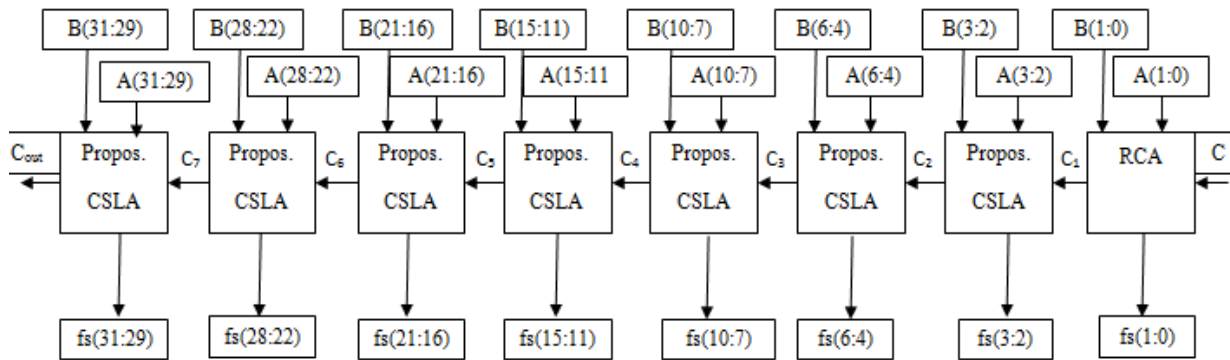 B(31:29) B(28:22) B(21:16) B(15:11) B(10:7) B(6:4) B(3:2) B(1:0)
A(31:29) A(28:22) A(21:16) A(15:11 A(10:7) A(6:4) A(3:2) A(1:0)
Cout Propos. C7 Propos. C6 Propos. C5 Propos. C4 Propos. C3 Propos. C2 Propos. C1 RCA C
CSLA CSLA CSLA CSLA CSLA CSLA CSLA
fs(31:29) fs(28:22) fs(21:16) fs(15:11) fs(10:7) fs(6:4) fs(3:2) fs(1:0)